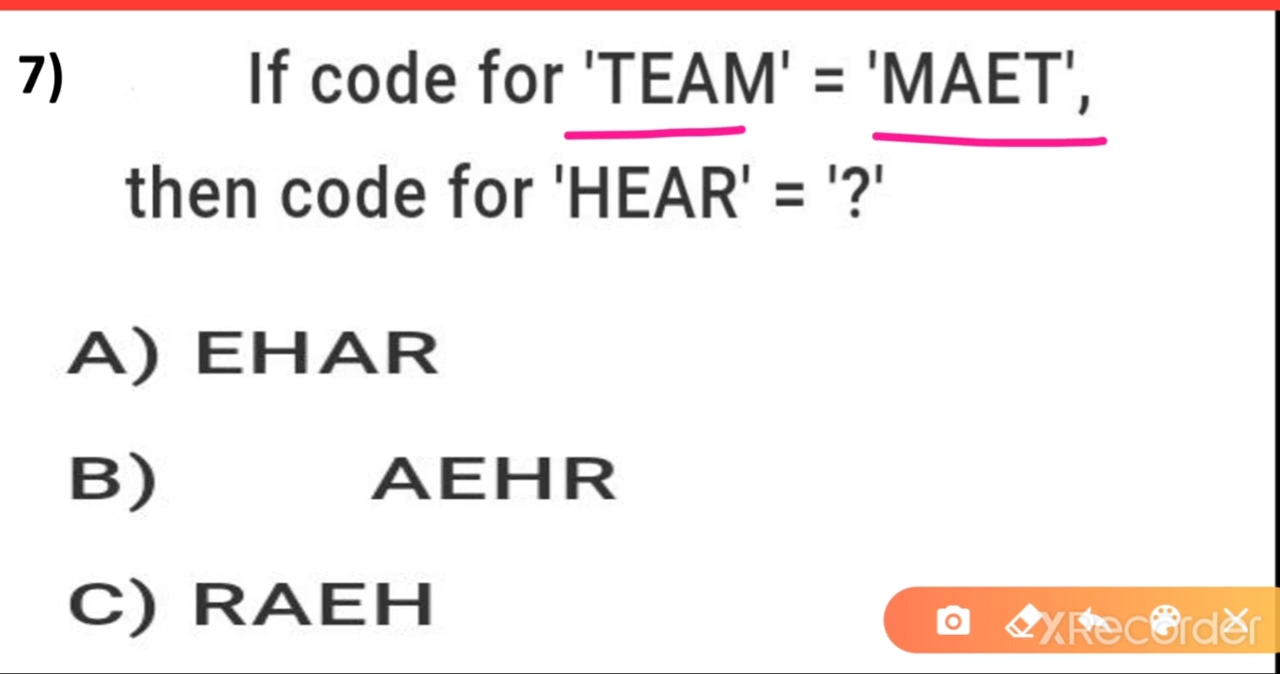 7) If code for 'TEAM' = 'MAET',
then code for 'HEAR' = '?'
A) EHAR
B) AEHR
C) RAEH
XRecorder